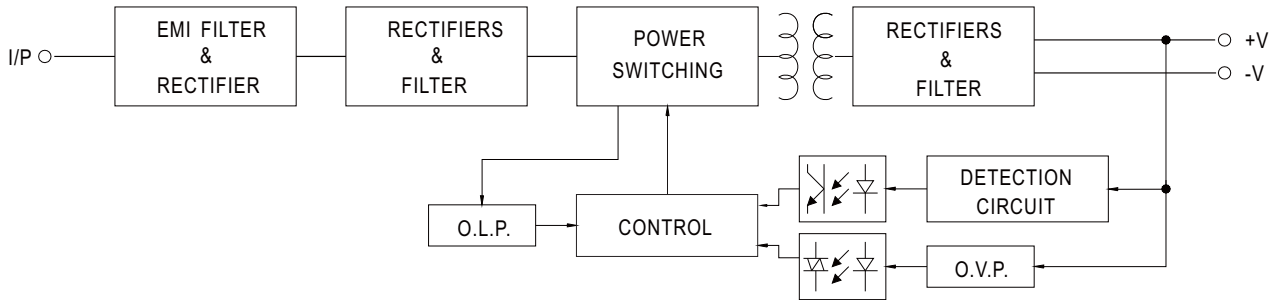 I/P
EMI FILTER
&
RECTIFIER
RECTIFIERS
&
FILTER
POWER
SWITCHING
RECTIFIERS
&
FILTER
+V
-V
O.L.P.
CONTROL
DETECTION
CIRCUIT
O.V.P.